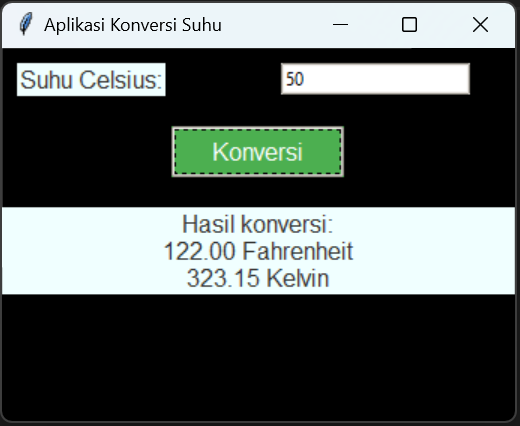 Aplikasi Konversi Suhu
Suhu Celsius: 50
Konversi
Hasil konversi:
122.00 Fahrenheit
323.15 Kelvin